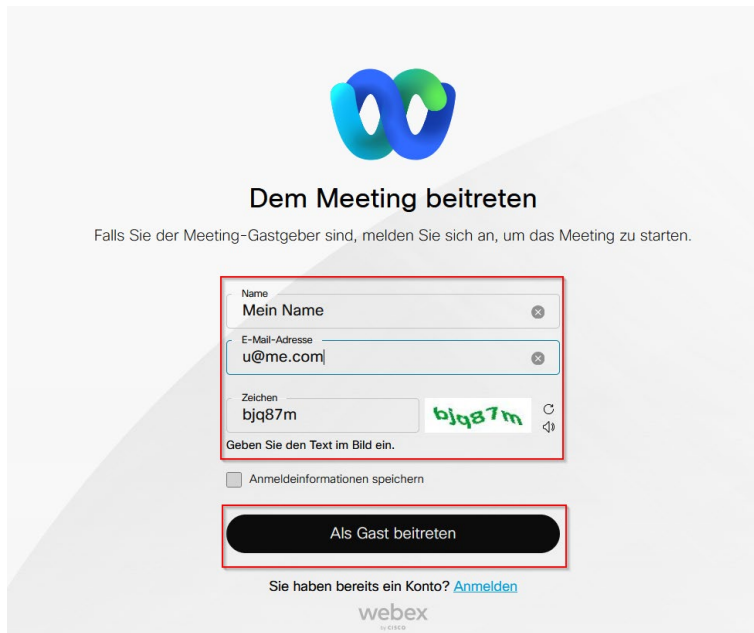 Dem Meeting beitreten
Falls Sie der Meeting-Gastgeber sind, melden Sie sich an, um das Meeting zu starten.
Name
Mein Name
E-Mail-Adresse
u@me.com
Zeichen
bjq87m
bjq87m
Geben Sie den Text im Bild ein.
Anmeldeinformationen speichern
Als Gast beitreten
Sie haben bereits ein Konto? Anmelden
webex
by CISCO